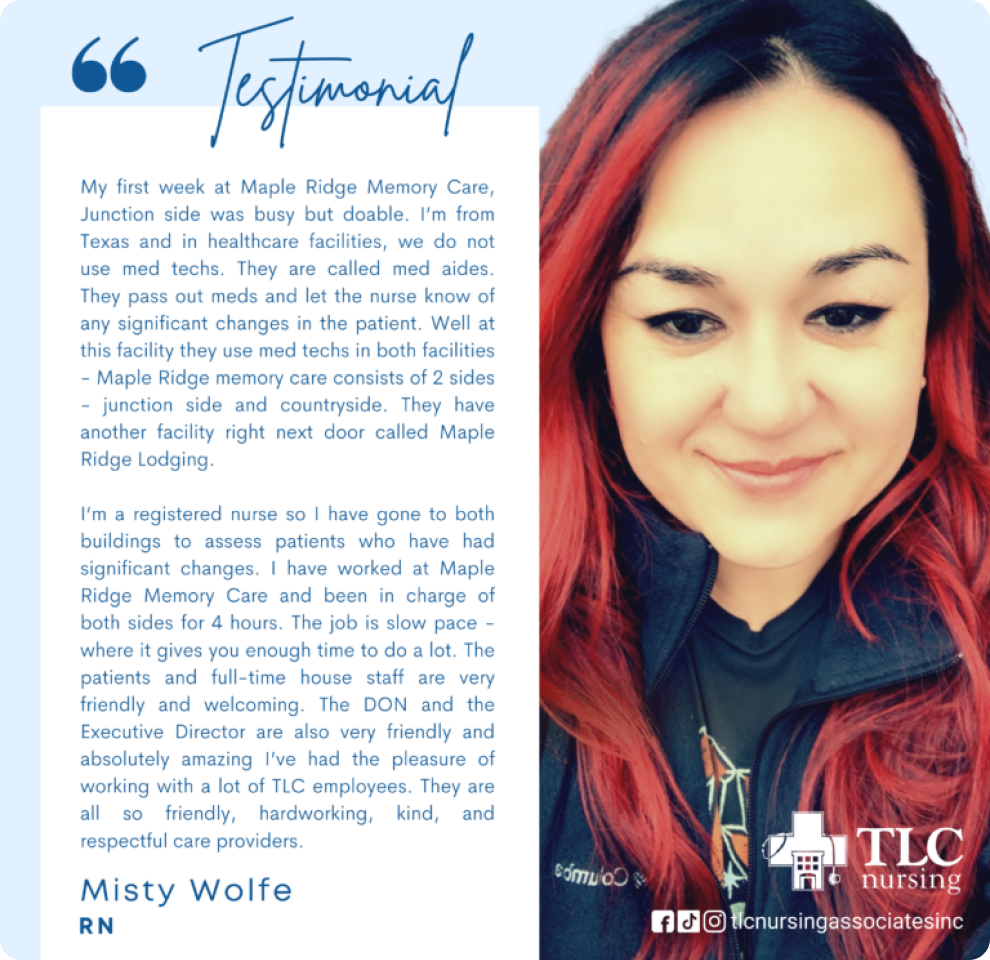 Testimonial
My first week at Maple Ridge Memory Care,
Junction side was busy but doable. I'm from
Texas and in healthcare facilities, we do not
use med techs. They are called med aides.
They pass out meds and let the nurse know of
any significant changes in the patient. Well at
this facility they use med techs in both facilities
- Maple Ridge memory care consists of 2 sides
- junction side and countryside. They have
another facility right next door called Maple
Ridge Lodging.
I'm a registered nurse so I have gone to both
buildings to assess patients who have had
significant changes. I have worked at Maple
Ridge Memory Care and been in charge of
both sides for 4 hours. The job is slow pace -
where it gives you enough time to do a lot. The
patients and full-time house staff are very
friendly and welcoming. The DON and the
Executive Director are also very friendly and
absolutely amazing I've had the pleasure of
working with a lot of TLC employees. They are
all so friendly, hardworking, kind, and
respectful care providers.
Misty Wolfe
RN
Columbia
TLC
nursing
tlcnursingassociatesinc